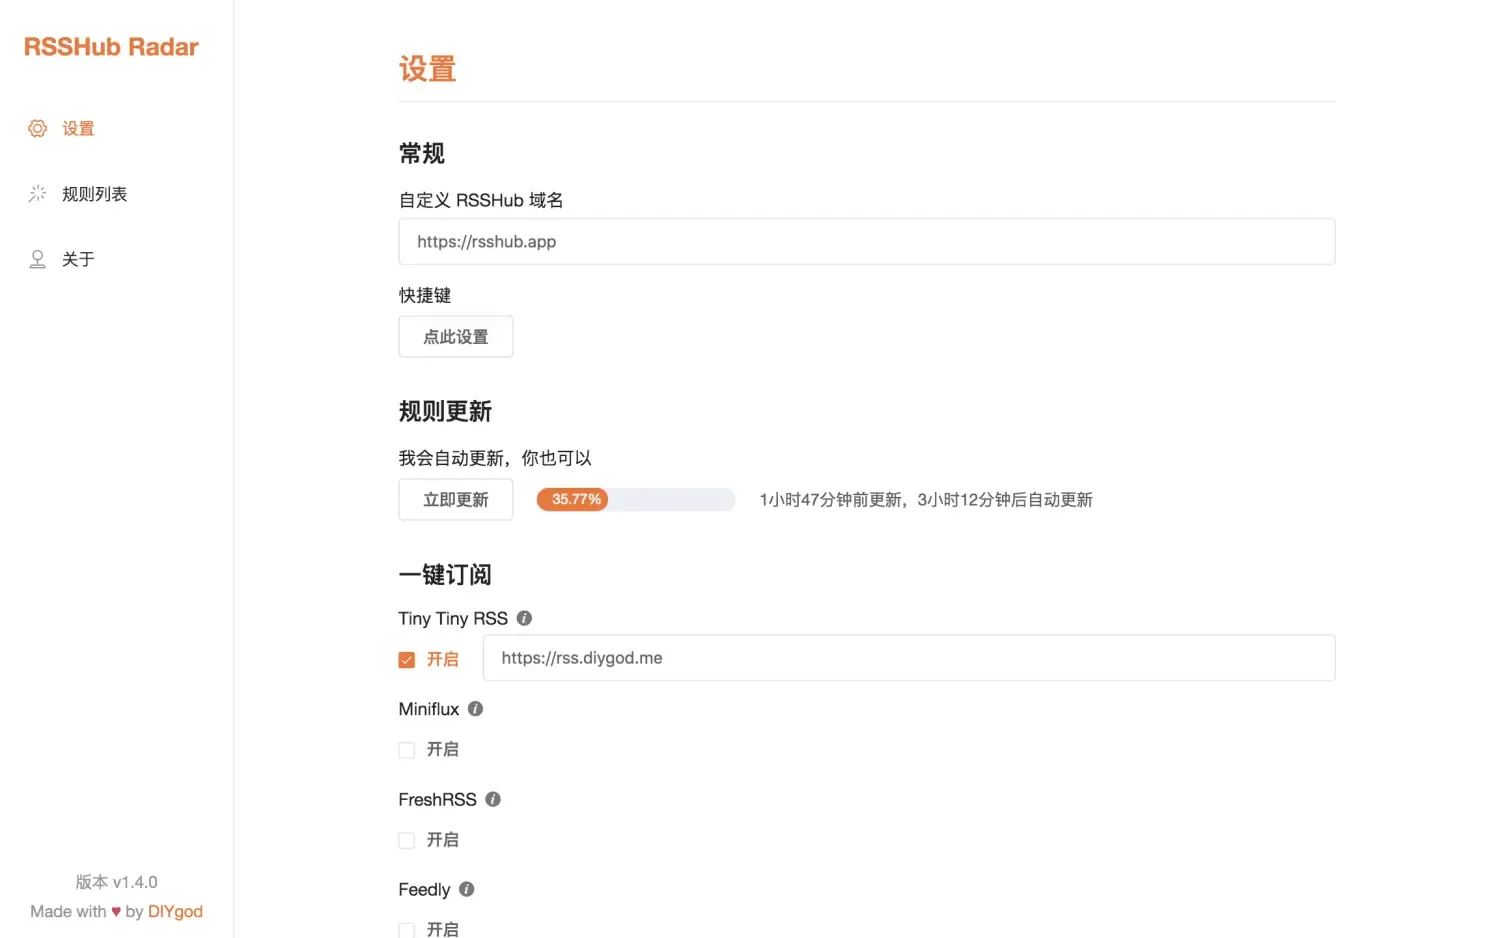 RSSHub Radar
设置
规则列表
关于
版本 v1.4.0
Made with ♥ by DIYgod
设置
常规
自定义 RSSHub 域名
https://rsshub.app
快捷键
点此设置
规则更新
我会自动更新，你也可以
立即更新 35.77% 1小时47分钟前更新，3小时12分钟后自动更新
一键订阅
Tiny Tiny RSS
开启 https://rss.diygod.me
Miniflux
开启
FreshRSS
开启
Feedly
开启